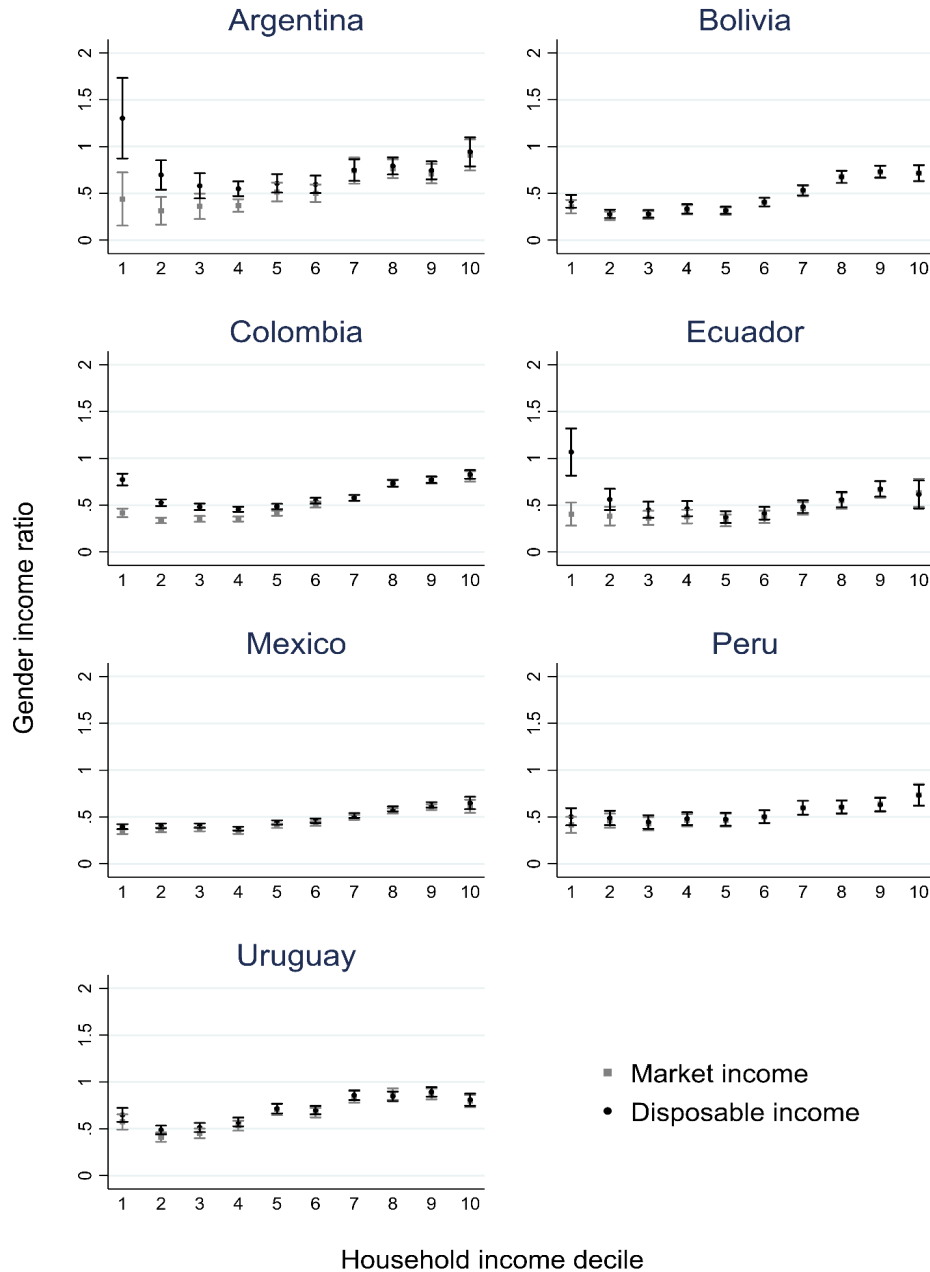 Argentina
Bolivia
2
1.5
1
.5
0
1 2 3 4 5 6 7 8 9 10
2
1.5
1
.5
0
1 2 3 4 5 6 7 8 9 10
Colombia
Ecuador
2
1.5
1
.5
0
1 2 3 4 5 6 7 8 9 10
2
1.5
1
.5
0
1 2 3 4 5 6 7 8 9 10
Gender income ratio
Mexico
Peru
2
1.5
1
.5
0
1 2 3 4 5 6 7 8 9 10
2
1.5
1
.5
0
1 2 3 4 5 6 7 8 9 10
Uruguay
2
1.5
1
.5
0
1 2 3 4 5 6 7 8 9 10
Market income
Disposable income
Household income decile